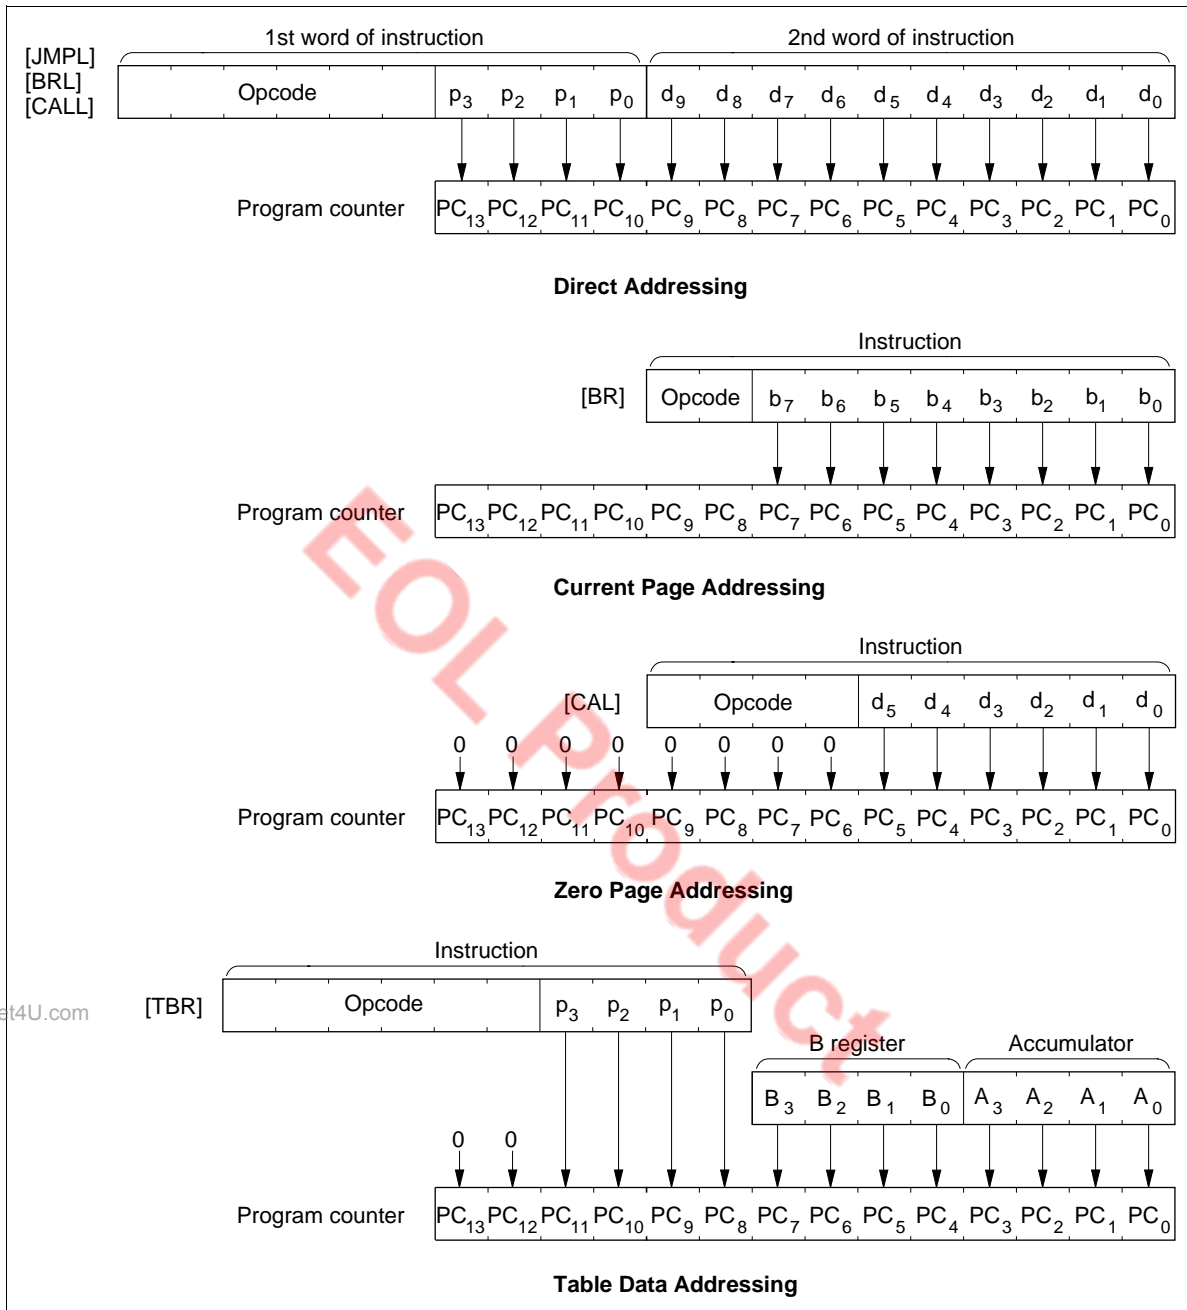 1st word of instruction 2nd word of instruction
[JMPL]
[BRL]
[CALL]
Opcode p3 p2 p1 p0 d9 d8 d7 d6 d5 d4 d3 d2 d1 d0
Program counter PC13 PC12 PC11 PC10 PC9 PC8 PC7 PC6 PC5 PC4 PC3 PC2 PC1 PC0
Direct Addressing
Instruction
[BR] Opcode b7 b6 b5 b4 b3 b2 b1 b0
Program counter PC13 PC12 PC11 PC10 PC9 PC8 PC7 PC6 PC5 PC4 PC3 PC2 PC1 PC0
Current Page Addressing
Instruction
[CAL] Opcode d5 d4 d3 d2 d1 d0
0 0 0 0 0 0 0 0
Program counter PC13 PC12 PC11 PC10 PC9 PC8 PC7 PC6 PC5 PC4 PC3 PC2 PC1 PC0
Zero Page Addressing
Instruction
[TBR] Opcode p3 p2 p1 p0
et4U.com
B register Accumulator
B3 B2 B1 B0 A3 A2 A1 A0
0 0
Program counter PC13 PC12 PC11 PC10 PC9 PC8 PC7 PC6 PC5 PC4 PC3 PC2 PC1 PC0
Table Data Addressing
EOL Product